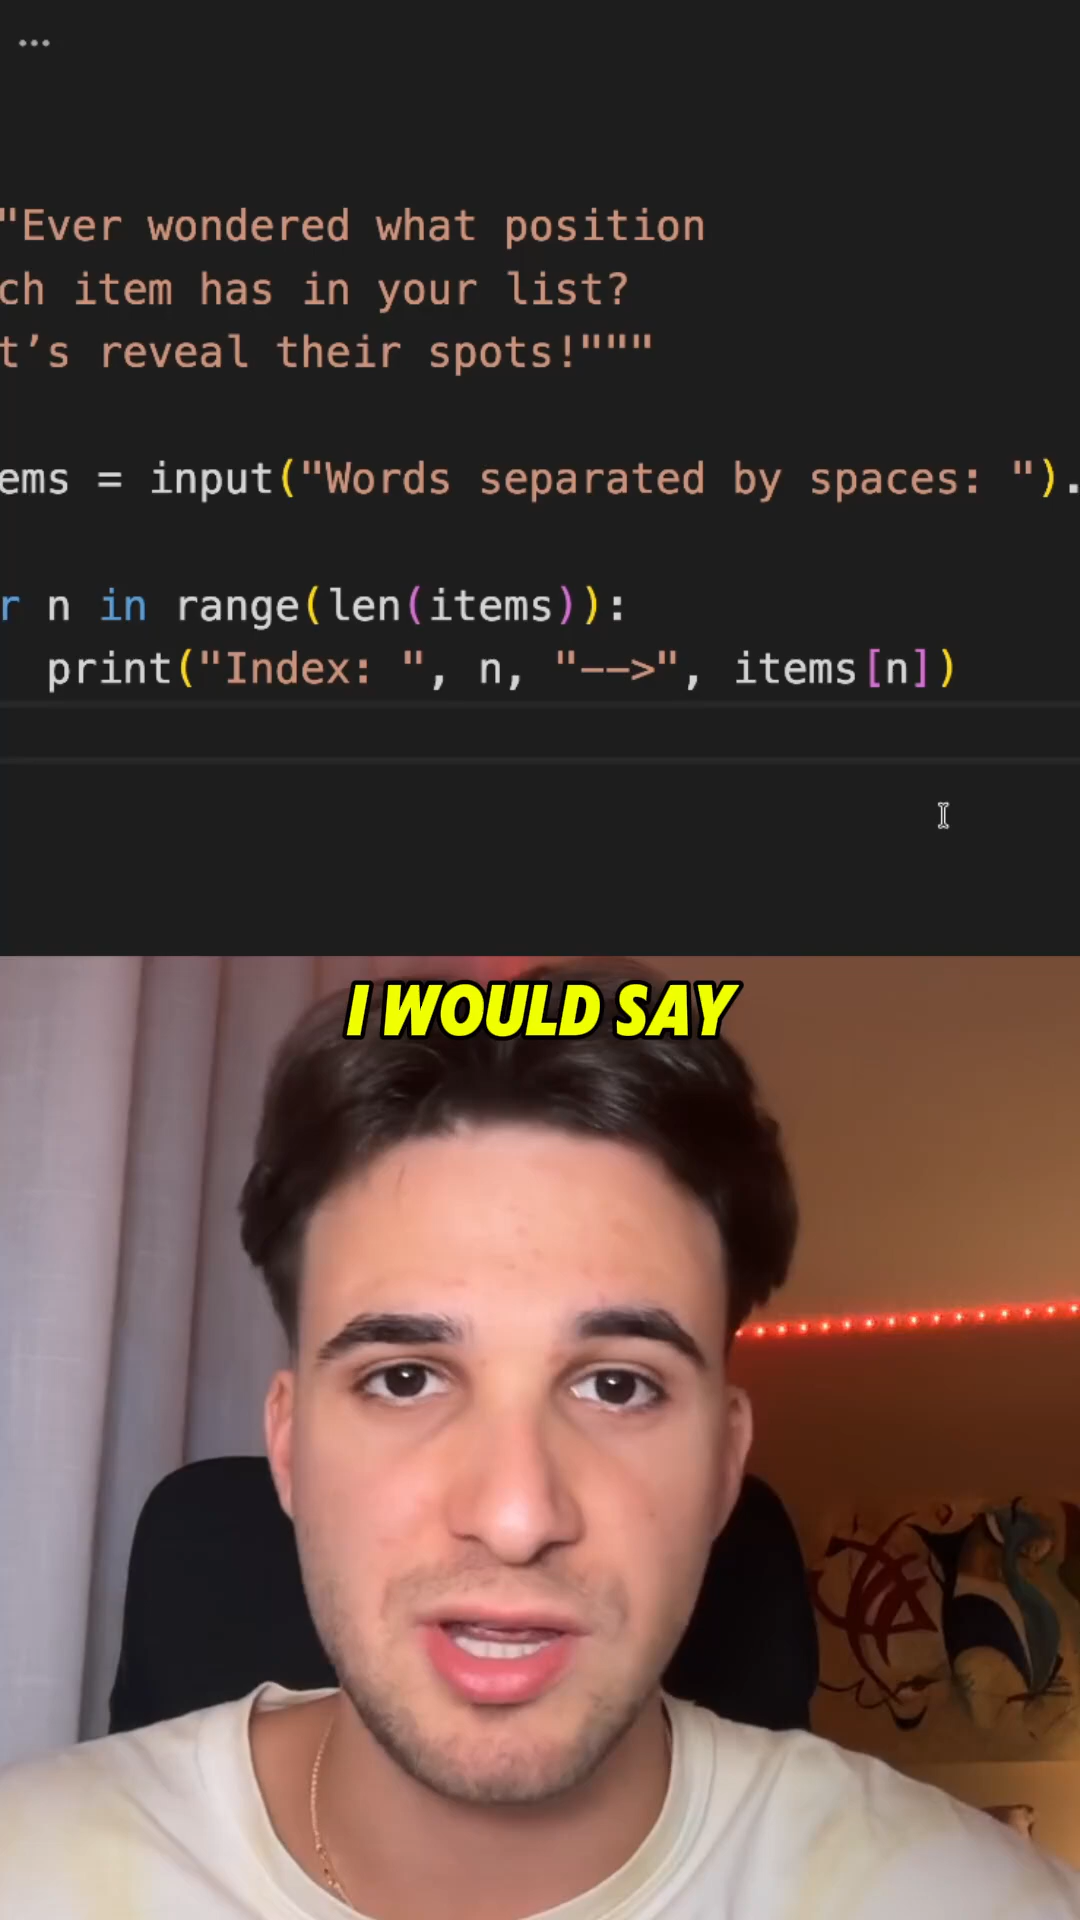 ...
"Ever wondered what position
ch item has in your list?
t’s reveal their spots!"""
ems = input("Words separated by spaces: ").
r n in range(len(items)):
print("Index: ", n, "-->", items[n])
I WOULD SAY